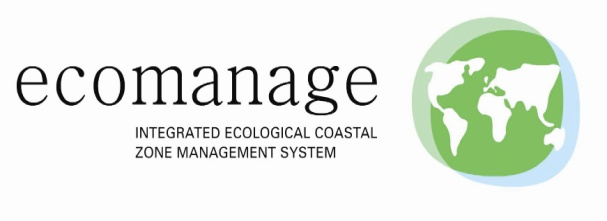 ecomanage
INTEGRATED ECOLOGICAL COASTAL
ZONE MANAGEMENT SYSTEM